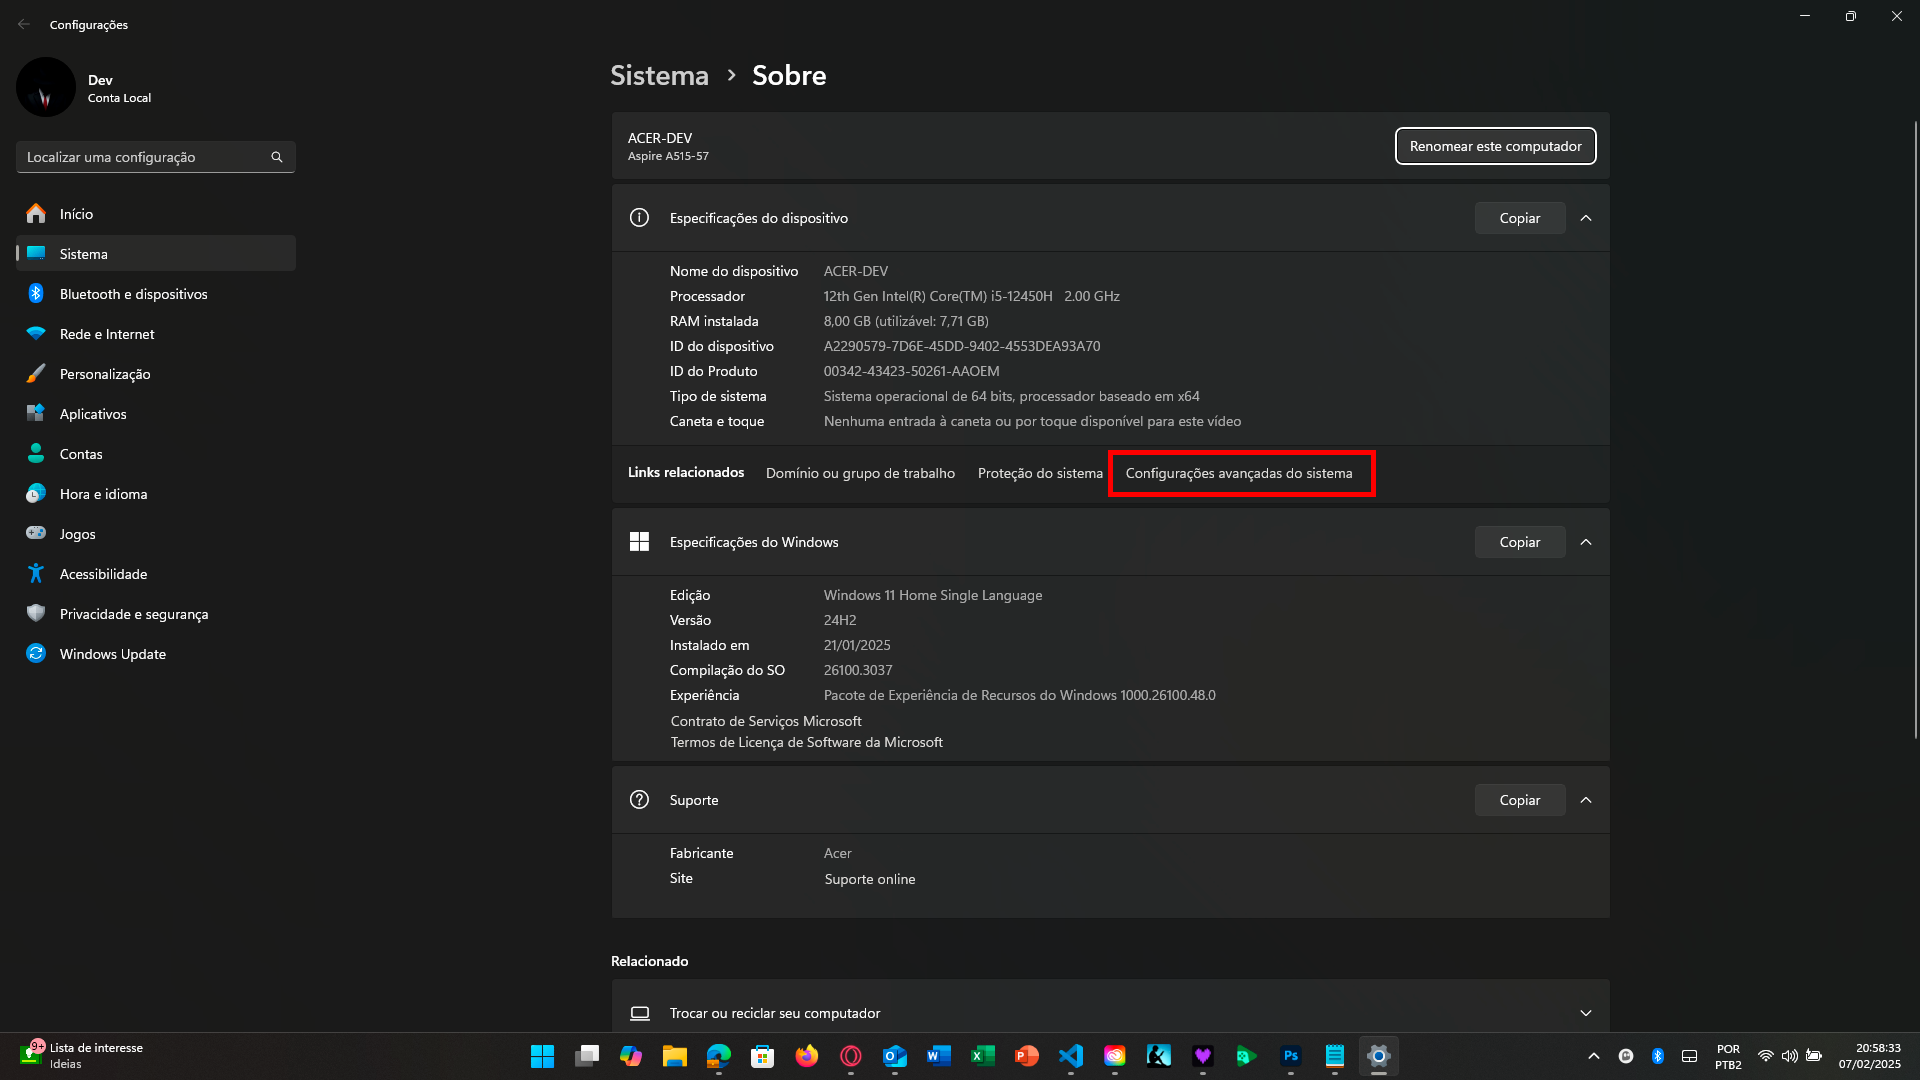 Configurações
Dev
Conta Local
Localizar uma configuração
Início
Sistema
Bluetooth e dispositivos
Rede e Internet
Personalização
Aplicativos
Contas
Hora e idioma
Jogos
Acessibilidade
Privacidade e segurança
Windows Update
Sistema > Sobre
ACER-DEV
Aspire A515-57
Renomear este computador
Especificações do dispositivo
Copiar
Nome do dispositivo ACER-DEV
Processador 12th Gen Intel(R) Core(TM) i5-12450H 2.00 GHz
RAM instalada 8,00 GB (utilizável: 7,71 GB)
ID do dispositivo A2290579-7D6E-45DD-9402-4553DEA93A70
ID do Produto 00342-43423-50261-AAOEM
Tipo de sistema Sistema operacional de 64 bits, processador baseado em x64
Caneta e toque Nenhuma entrada à caneta ou por toque disponível para este vídeo
Links relacionados Domínio ou grupo de trabalho Proteção do sistema Configurações avançadas do sistema
Especificações do Windows
Copiar
Edição Windows 11 Home Single Language
Versão 24H2
Instalado em 21/01/2025
Compilação do SO 26100.3037
Experiência Pacote de Experiência de Recursos do Windows 1000.26100.48.0
Contrato de Serviços Microsoft
Termos de Licença de Software da Microsoft
Suporte
Copiar
Fabricante Acer
Site Suporte online
Relacionado
Trocar ou reciclar seu computador
9+
Lista de interesse
Ideias
O
W
X
P
Ps
POR
PTB2
20:58:33
07/02/2025